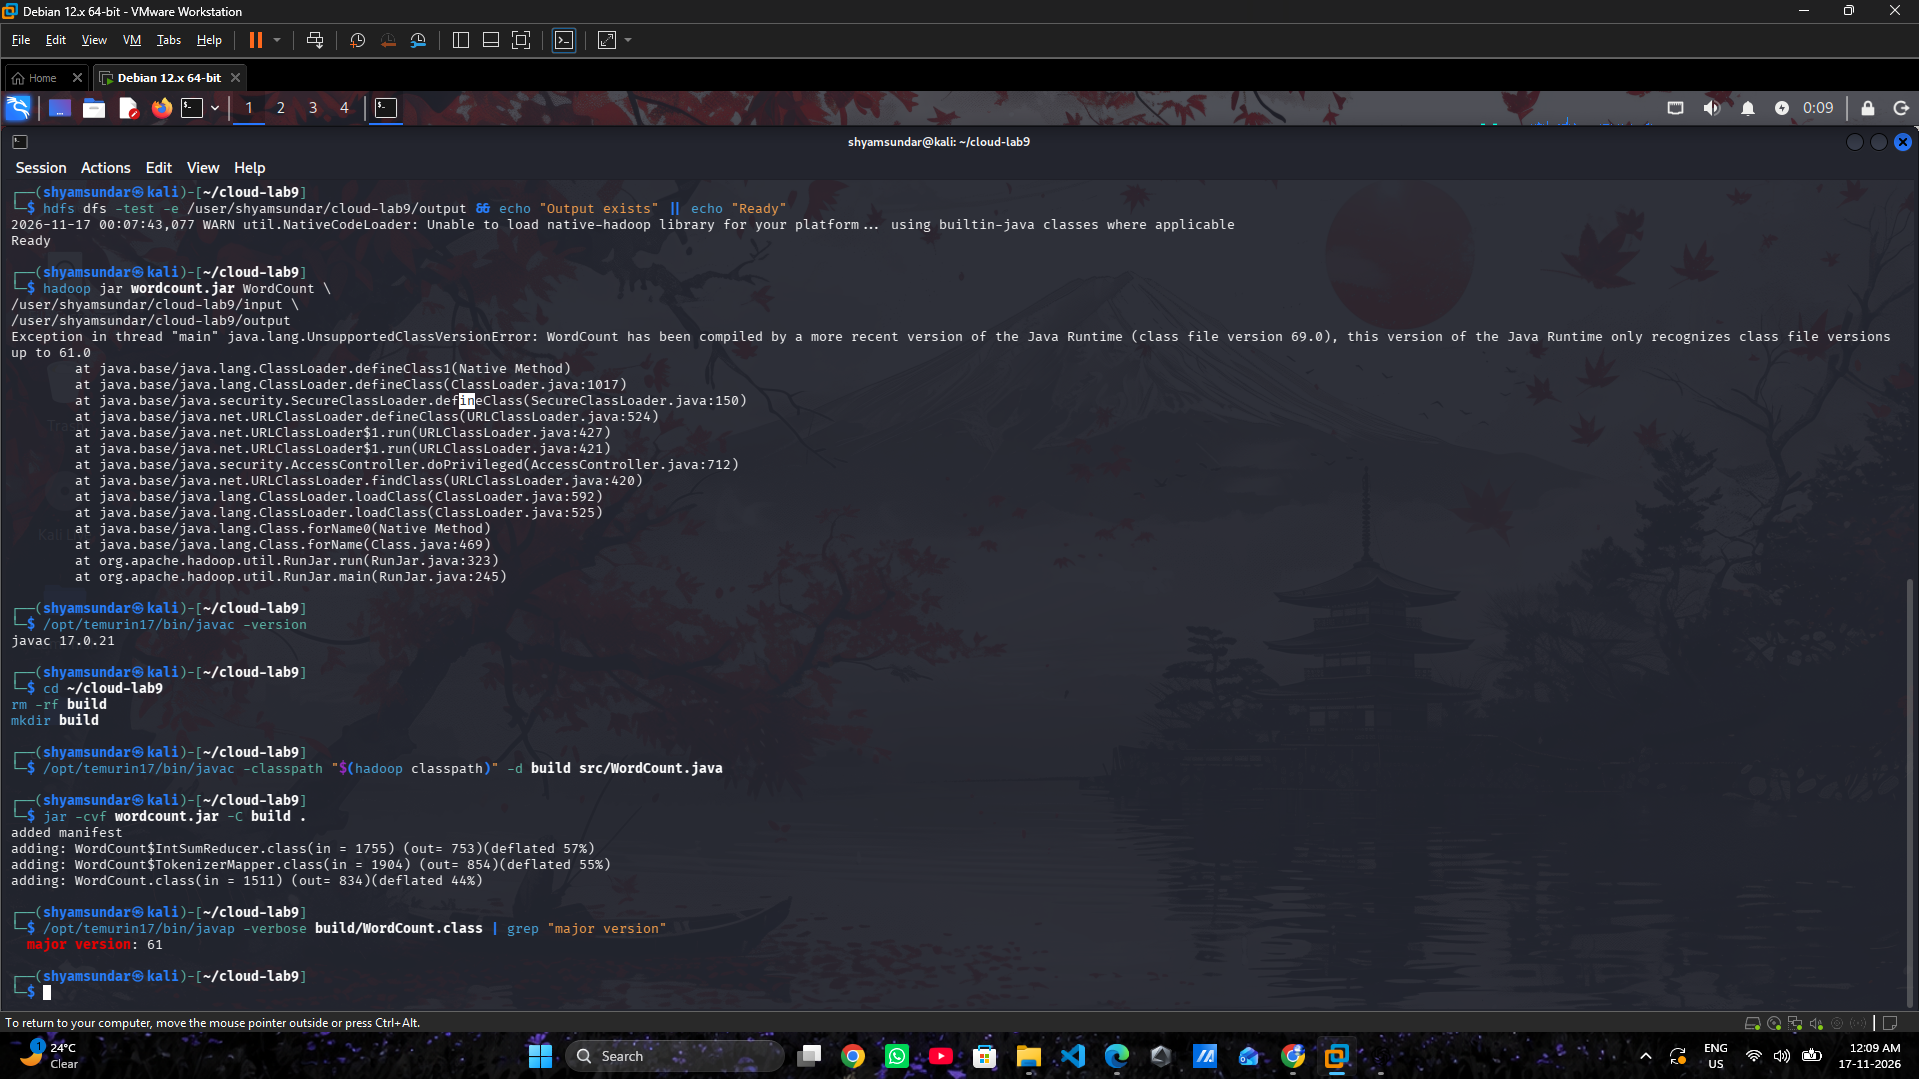 Debian 12.x 64-bit - VMware Workstation
File Edit View VM Tabs Help
Home Debian 12.x 64-bit
1 2 3 4 0:09
shyamsundar@kali: ~/cloud-lab9
Session Actions Edit View Help
┌──(shyamsundar㉿kali)-[~/cloud-lab9]
└─$ hdfs dfs -test -e /user/shyamsundar/cloud-lab9/output && echo "Output exists" || echo "Ready"
2026-11-17 00:07:43,077 WARN util.NativeCodeLoader: Unable to load native-hadoop library for your platform... using builtin-java classes where applicable
Ready
┌──(shyamsundar㉿kali)-[~/cloud-lab9]
└─$ hadoop jar wordcount.jar WordCount \
/user/shyamsundar/cloud-lab9/input \
/user/shyamsundar/cloud-lab9/output
Exception in thread "main" java.lang.UnsupportedClassVersionError: WordCount has been compiled by a more recent version of the Java Runtime (class file version 69.0), this version of the Java Runtime only recognizes class file versions
up to 61.0
at java.base/java.lang.ClassLoader.defineClass1(Native Method)
at java.base/java.lang.ClassLoader.defineClass(ClassLoader.java:1017)
at java.base/java.security.SecureClassLoader.defineClass(SecureClassLoader.java:150)
at java.base/java.net.URLClassLoader.defineClass(URLClassLoader.java:524)
at java.base/java.net.URLClassLoader$1.run(URLClassLoader.java:427)
at java.base/java.net.URLClassLoader$1.run(URLClassLoader.java:421)
at java.base/java.security.AccessController.doPrivileged(AccessController.java:712)
at java.base/java.net.URLClassLoader.findClass(URLClassLoader.java:420)
at java.base/java.lang.ClassLoader.loadClass(ClassLoader.java:592)
at java.base/java.lang.ClassLoader.loadClass(ClassLoader.java:525)
at java.base/java.lang.Class.forName0(Native Method)
at java.base/java.lang.Class.forName(Class.java:469)
at org.apache.hadoop.util.RunJar.run(RunJar.java:323)
at org.apache.hadoop.util.RunJar.main(RunJar.java:245)
┌──(shyamsundar㉿kali)-[~/cloud-lab9]
└─$ /opt/temurin17/bin/javac -version
javac 17.0.21
┌──(shyamsundar㉿kali)-[~/cloud-lab9]
└─$ cd ~/cloud-lab9
rm -rf build
mkdir build
┌──(shyamsundar㉿kali)-[~/cloud-lab9]
└─$ /opt/temurin17/bin/javac -classpath "$(hadoop classpath)" -d build src/WordCount.java
┌──(shyamsundar㉿kali)-[~/cloud-lab9]
└─$ jar -cvf wordcount.jar -C build .
added manifest
adding: WordCount$IntSumReducer.class(in = 1755) (out= 753)(deflated 57%)
adding: WordCount$TokenizerMapper.class(in = 1904) (out= 854)(deflated 55%)
adding: WordCount.class(in = 1511) (out= 834)(deflated 44%)
┌──(shyamsundar㉿kali)-[~/cloud-lab9]
└─$ /opt/temurin17/bin/javap -verbose build/WordCount.class | grep "major version"
major version: 61
┌──(shyamsundar㉿kali)-[~/cloud-lab9]
└─$
To return to your computer, move the mouse pointer outside or press Ctrl+Alt.
1 24°C
Clear
Search
ENG
US
12:09 AM
17-11-2026